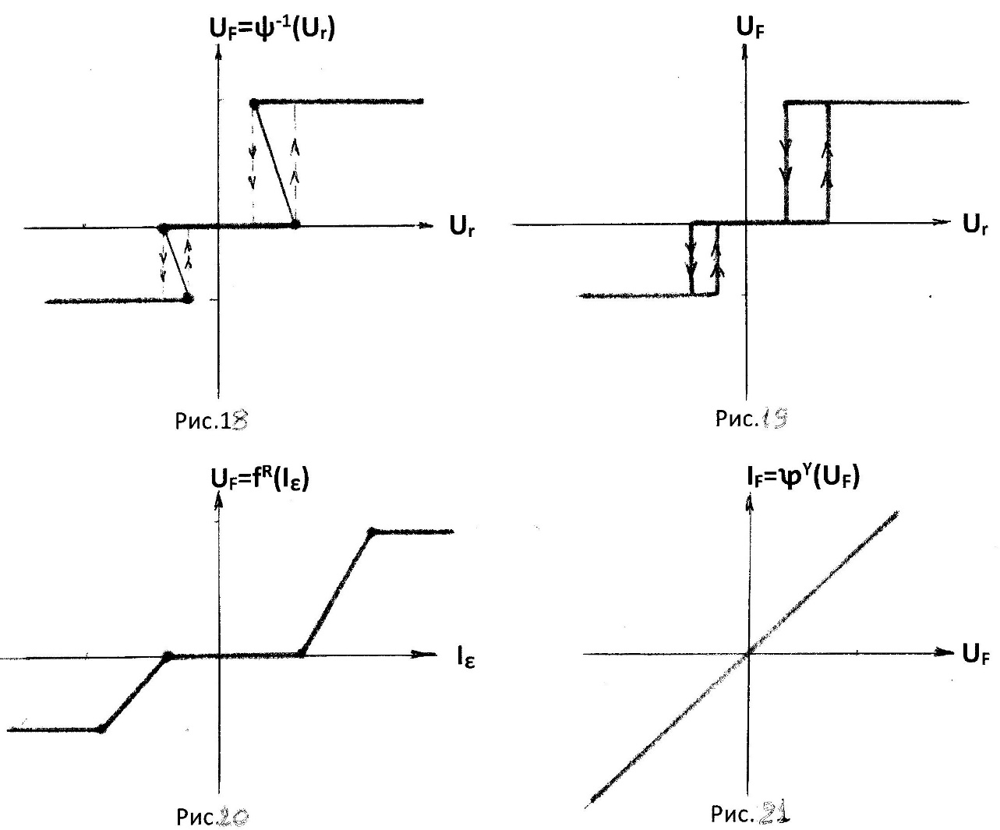 U_F=ψ⁻¹(U_r)
U_r
Рис.18
U_F
U_r
Рис.19
U_F=f^R(I_ε)
I_ε
Рис.20
I_F=φ^Y(U_F)
U_F
Рис.21